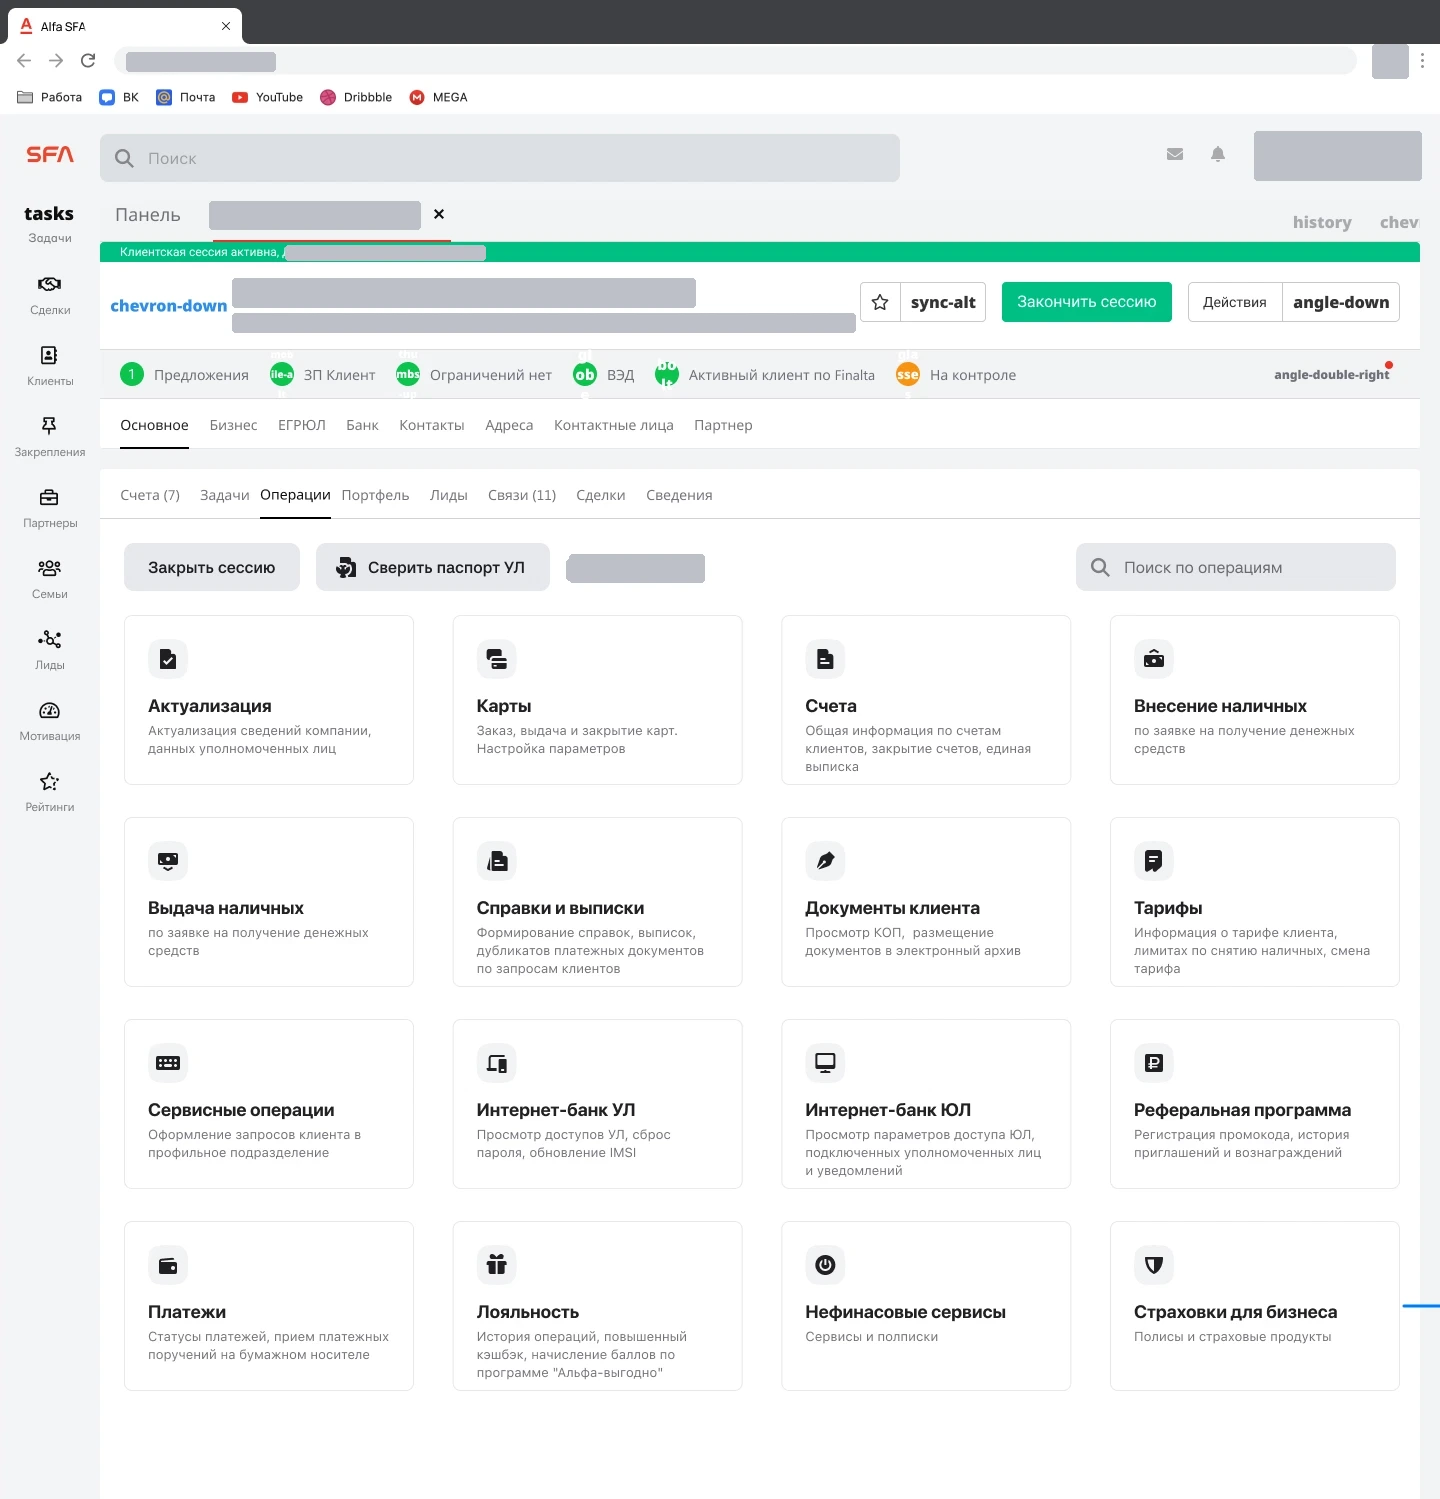 Alfa SFA
Работа ВК Почта YouTube Dribbble MEGA
SFA
Поиск
tasks
Задачи
Панель
history chev
Клиентская сессия активна,
chevron-down
sync-alt
Закончить сессию
Действия
angle-down
1 Предложения ЗП Клиент Ограничений нет ВЭД Активный клиент по Finalta На контроле
angle-double-right
Сделки
Клиенты
Закрепления
Партнеры
Семьи
Лиды
Мотивация
Рейтинги
Основное Бизнес ЕГРЮЛ Банк Контакты Адреса Контактные лица Партнер
Счета (7) Задачи Операции Портфель Лиды Связи (11) Сделки Сведения
Закрыть сессию
Сверить паспорт УЛ
Поиск по операциям
Актуализация
Актуализация сведений компании,
данных уполномоченных лиц
Карты
Заказ, выдача и закрытие карт.
Настройка параметров
Счета
Общая информация по счетам
клиентов, закрытие счетов, единая
выписка
Внесение наличных
по заявке на получение денежных
средств
Выдача наличных
по заявке на получение денежных
средств
Справки и выписки
Формирование справок, выписок,
дубликатов платежных документов
по запросам клиентов
Документы клиента
Просмотр КОП, размещение
документов в электронный архив
Тарифы
Информация о тарифе клиента,
лимитах по снятию наличных, смена
тарифа
Сервисные операции
Оформление запросов клиента в
профильное подразделение
Интернет-банк УЛ
Просмотр доступов УЛ, сброс
пароля, обновление IMSI
Интернет-банк ЮЛ
Просмотр параметров доступа ЮЛ,
подключенных уполномоченных лиц
и уведомлений
Реферальная программа
Регистрация промокода, история
приглашений и вознаграждений
Платежи
Статусы платежей, прием платежных
поручений на бумажном носителе
Лояльность
История операций, повышенный
кэшбэк, начисление баллов по
программе "Альфа-выгодно"
Нефинасовые сервисы
Сервисы и полписки
Страховки для бизнеса
Полисы и страховые продукты